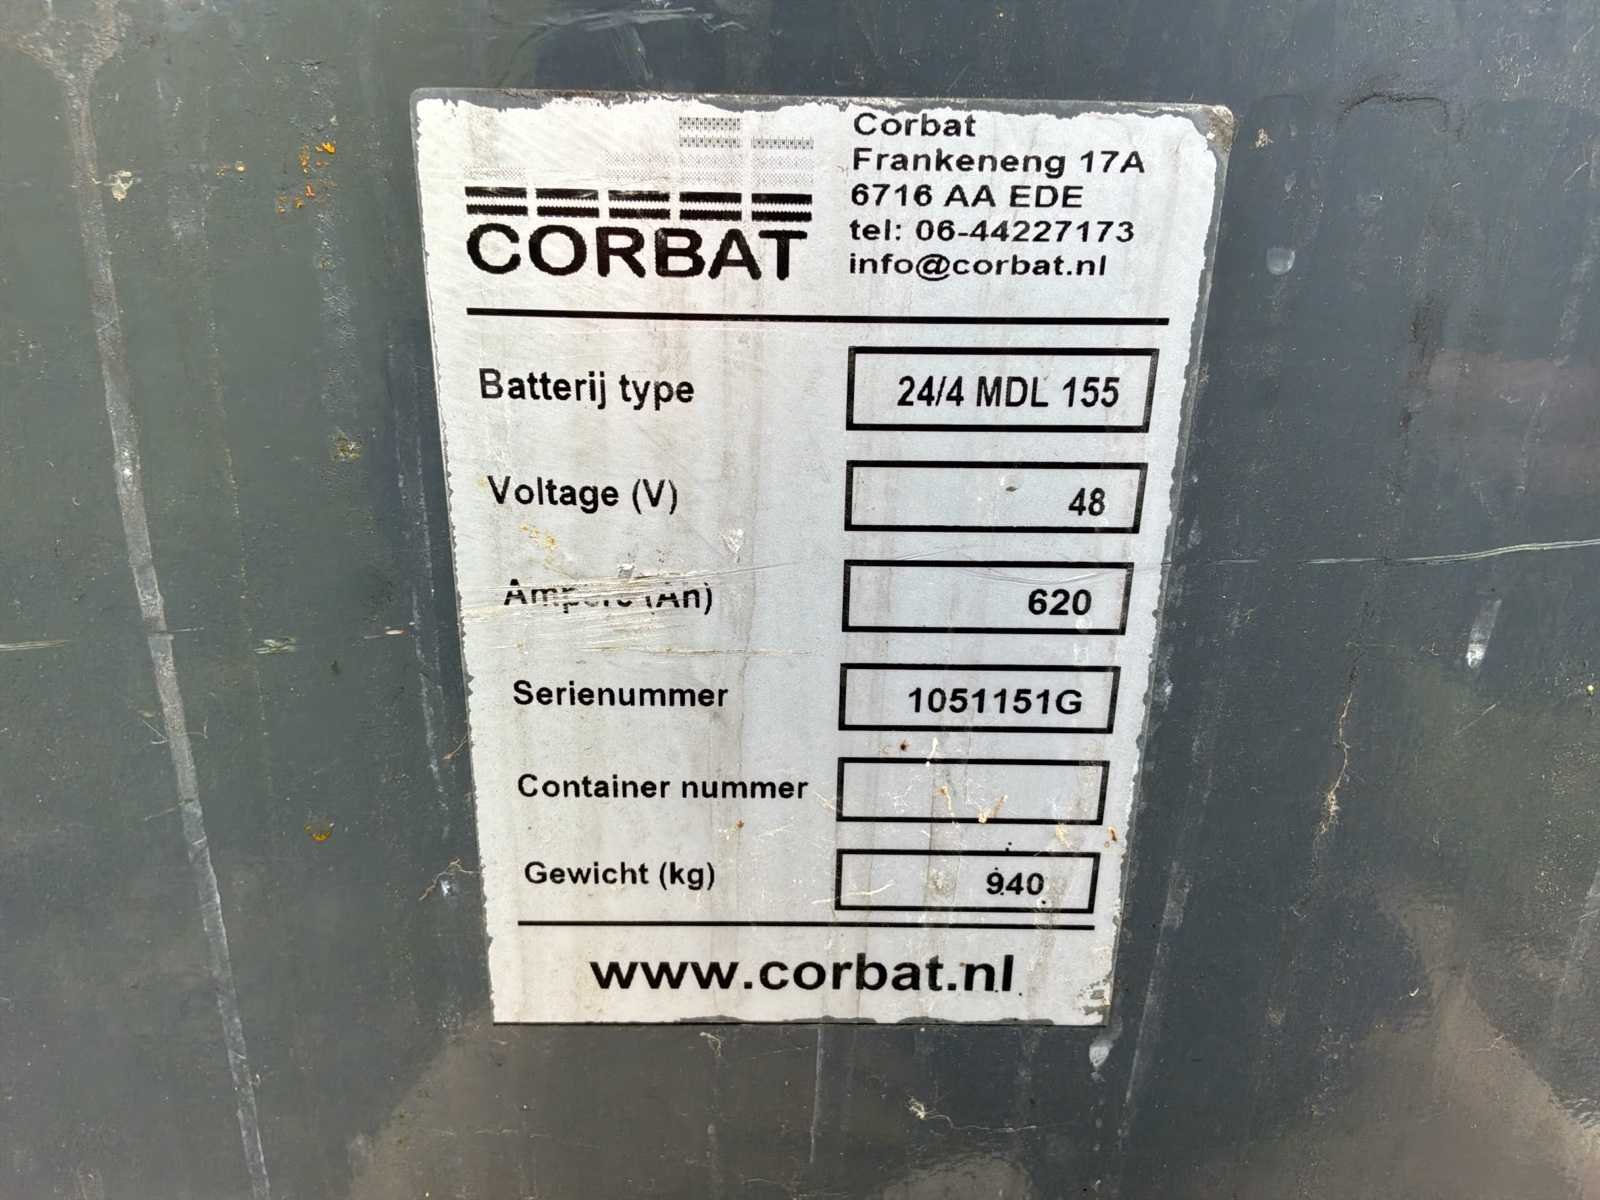 CORBAT
Corbat
Frankeneng 17A
6716 AA EDE
tel: 06-44227173
info@corbat.nl
Batterij type 24/4 MDL 155
Voltage (V) 48
Ampere (Ah) 620
Serienummer 1051151G
Container nummer
Gewicht (kg) 940
www.corbat.nl